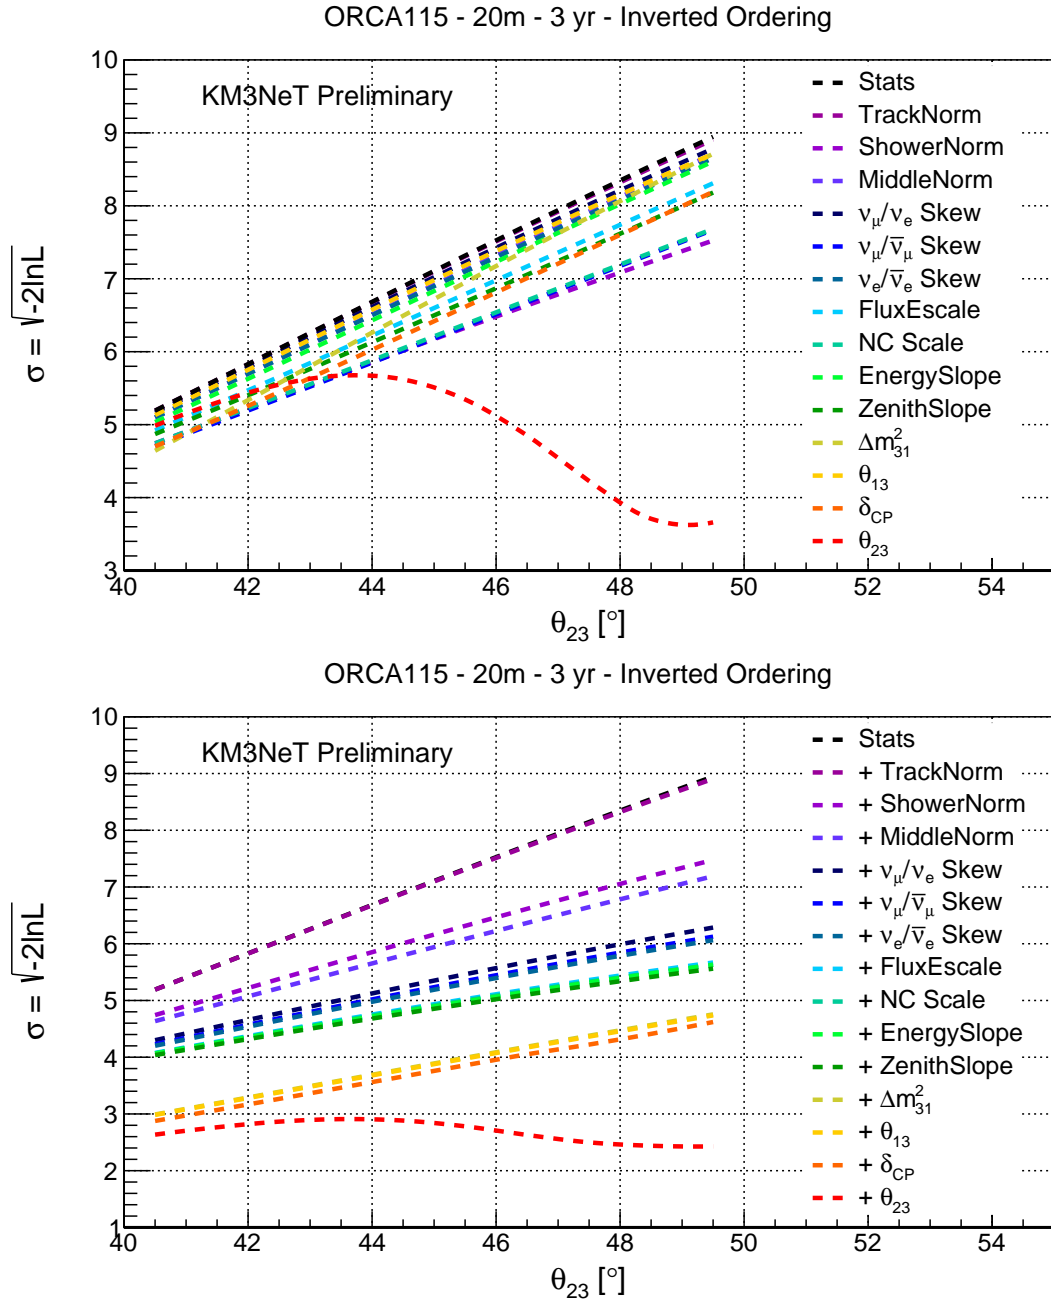 ORCA115 - 20m - 3 yr - Inverted Ordering
KM3NeT Preliminary
σ = √-2lnL
10
9
8
7
6
5
4
3
40 42 44 46 48 50 52 54
θ23 [°]
Stats
TrackNorm
ShowerNorm
MiddleNorm
νμ/νe Skew
νμ/ν̅μ Skew
νe/ν̅e Skew
FluxEscale
NC Scale
EnergySlope
ZenithSlope
Δm²31
θ13
δCP
θ23
ORCA115 - 20m - 3 yr - Inverted Ordering
KM3NeT Preliminary
σ = √-2lnL
10
9
8
7
6
5
4
3
2
1
40 42 44 46 48 50 52 54
θ23 [°]
Stats
+ TrackNorm
+ ShowerNorm
+ MiddleNorm
+ νμ/νe Skew
+ νμ/ν̅μ Skew
+ νe/ν̅e Skew
+ FluxEscale
+ NC Scale
+ EnergySlope
+ ZenithSlope
+ Δm²31
+ θ13
+ δCP
+ θ23